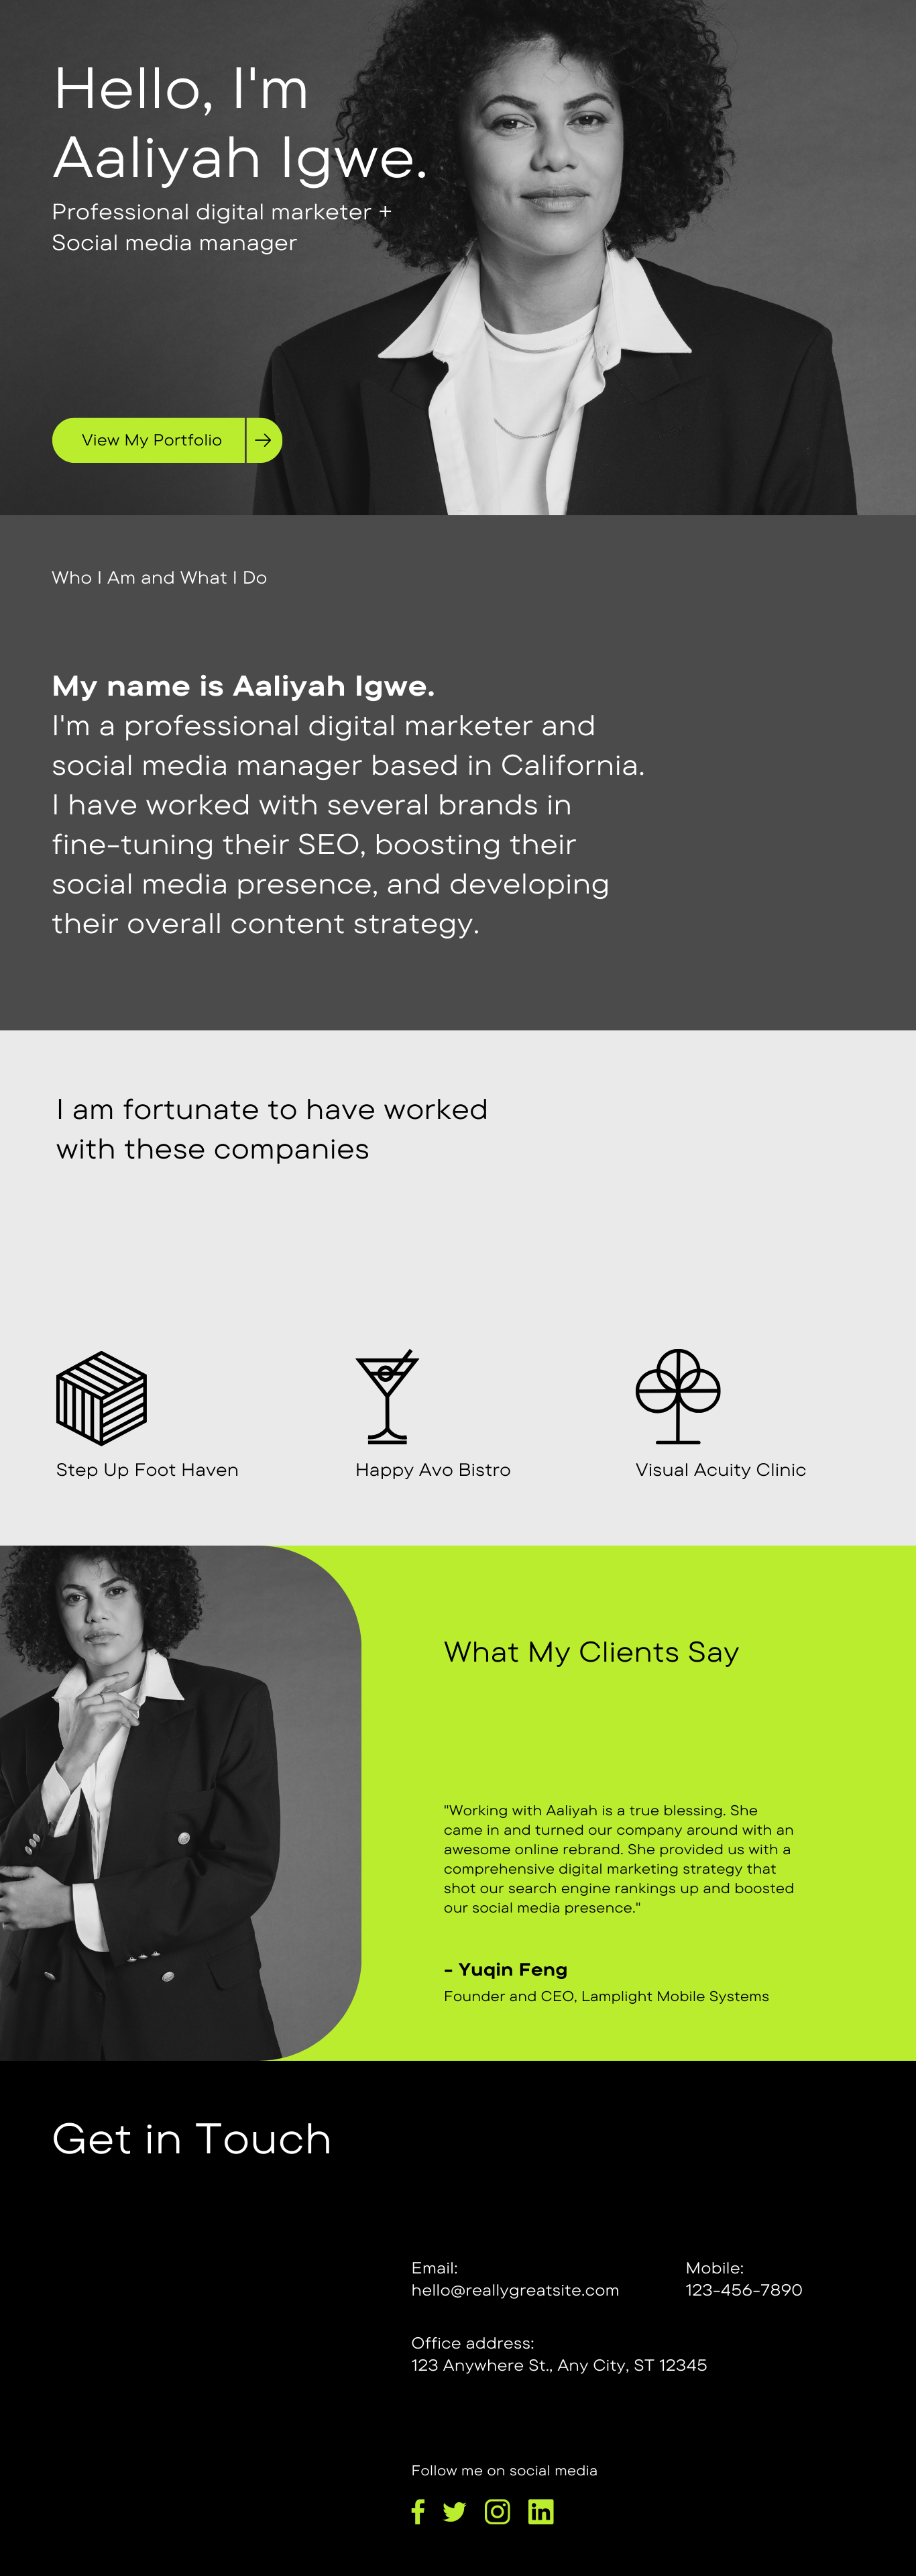 Hello, I'm
Aaliyah Igwe.
Professional digital marketer +
Social media manager
View My Portfolio
Who I Am and What I Do
My name is Aaliyah Igwe.
I'm a professional digital marketer and
social media manager based in California.
I have worked with several brands in
fine-tuning their SEO, boosting their
social media presence, and developing
their overall content strategy.
I am fortunate to have worked
with these companies
Step Up Foot Haven
Happy Avo Bistro
Visual Acuity Clinic
What My Clients Say
"Working with Aaliyah is a true blessing. She
came in and turned our company around with an
awesome online rebrand. She provided us with a
comprehensive digital marketing strategy that
shot our search engine rankings up and boosted
our social media presence."
- Yuqin Feng
Founder and CEO, Lamplight Mobile Systems
Get in Touch
Email:
hello@reallygreatsite.com
Mobile:
123-456-7890
Office address:
123 Anywhere St., Any City, ST 12345
Follow me on social media